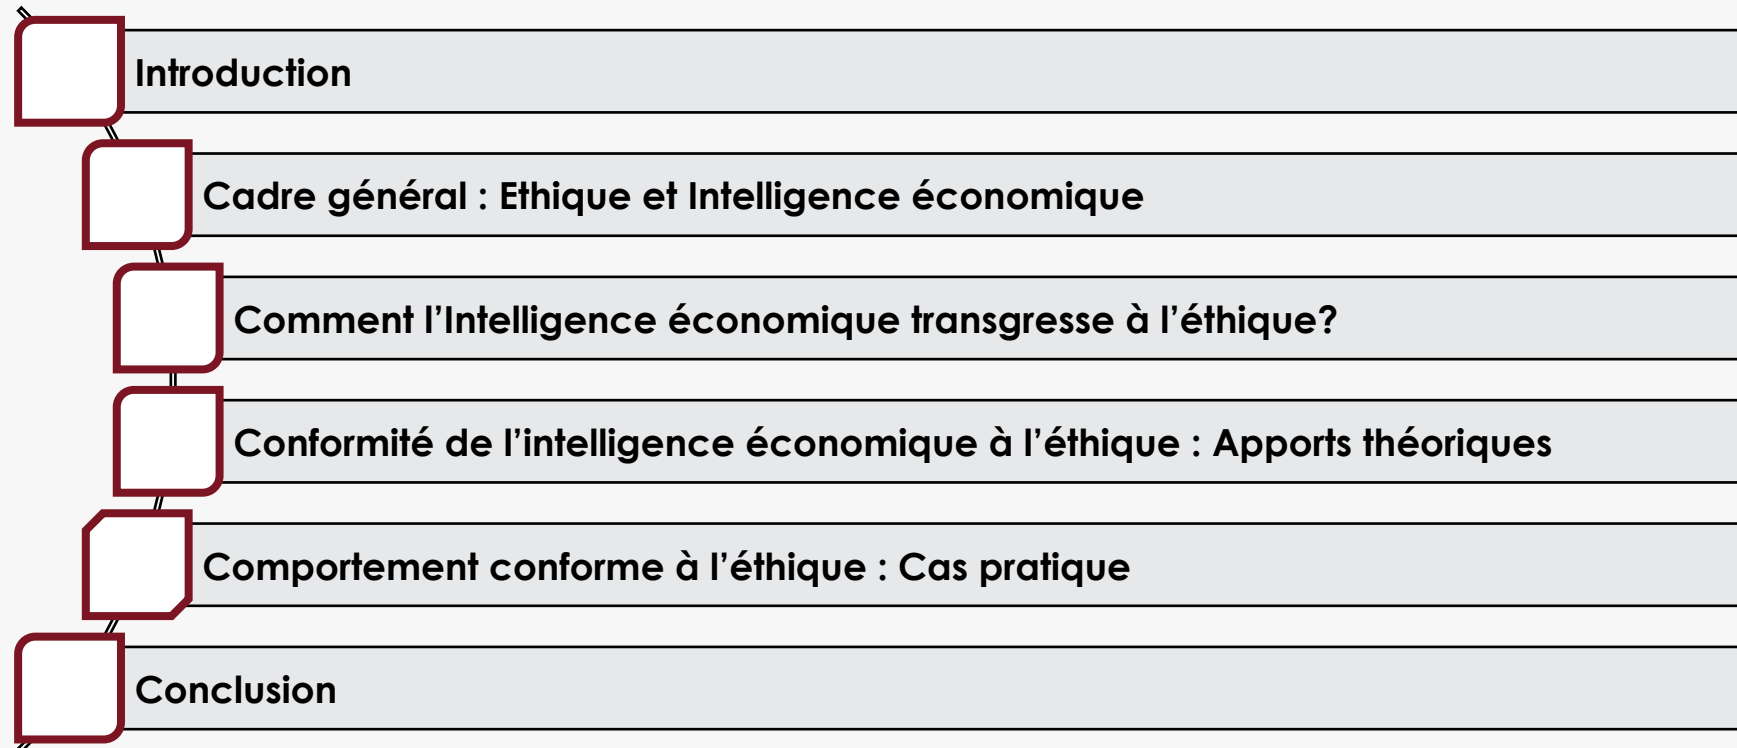 Introduction
Cadre général : Ethique et Intelligence économique
Comment l’Intelligence économique transgresse à l’éthique?
Conformité de l’intelligence économique à l’éthique : Apports théoriques
Comportement conforme à l’éthique : Cas pratique
Conclusion